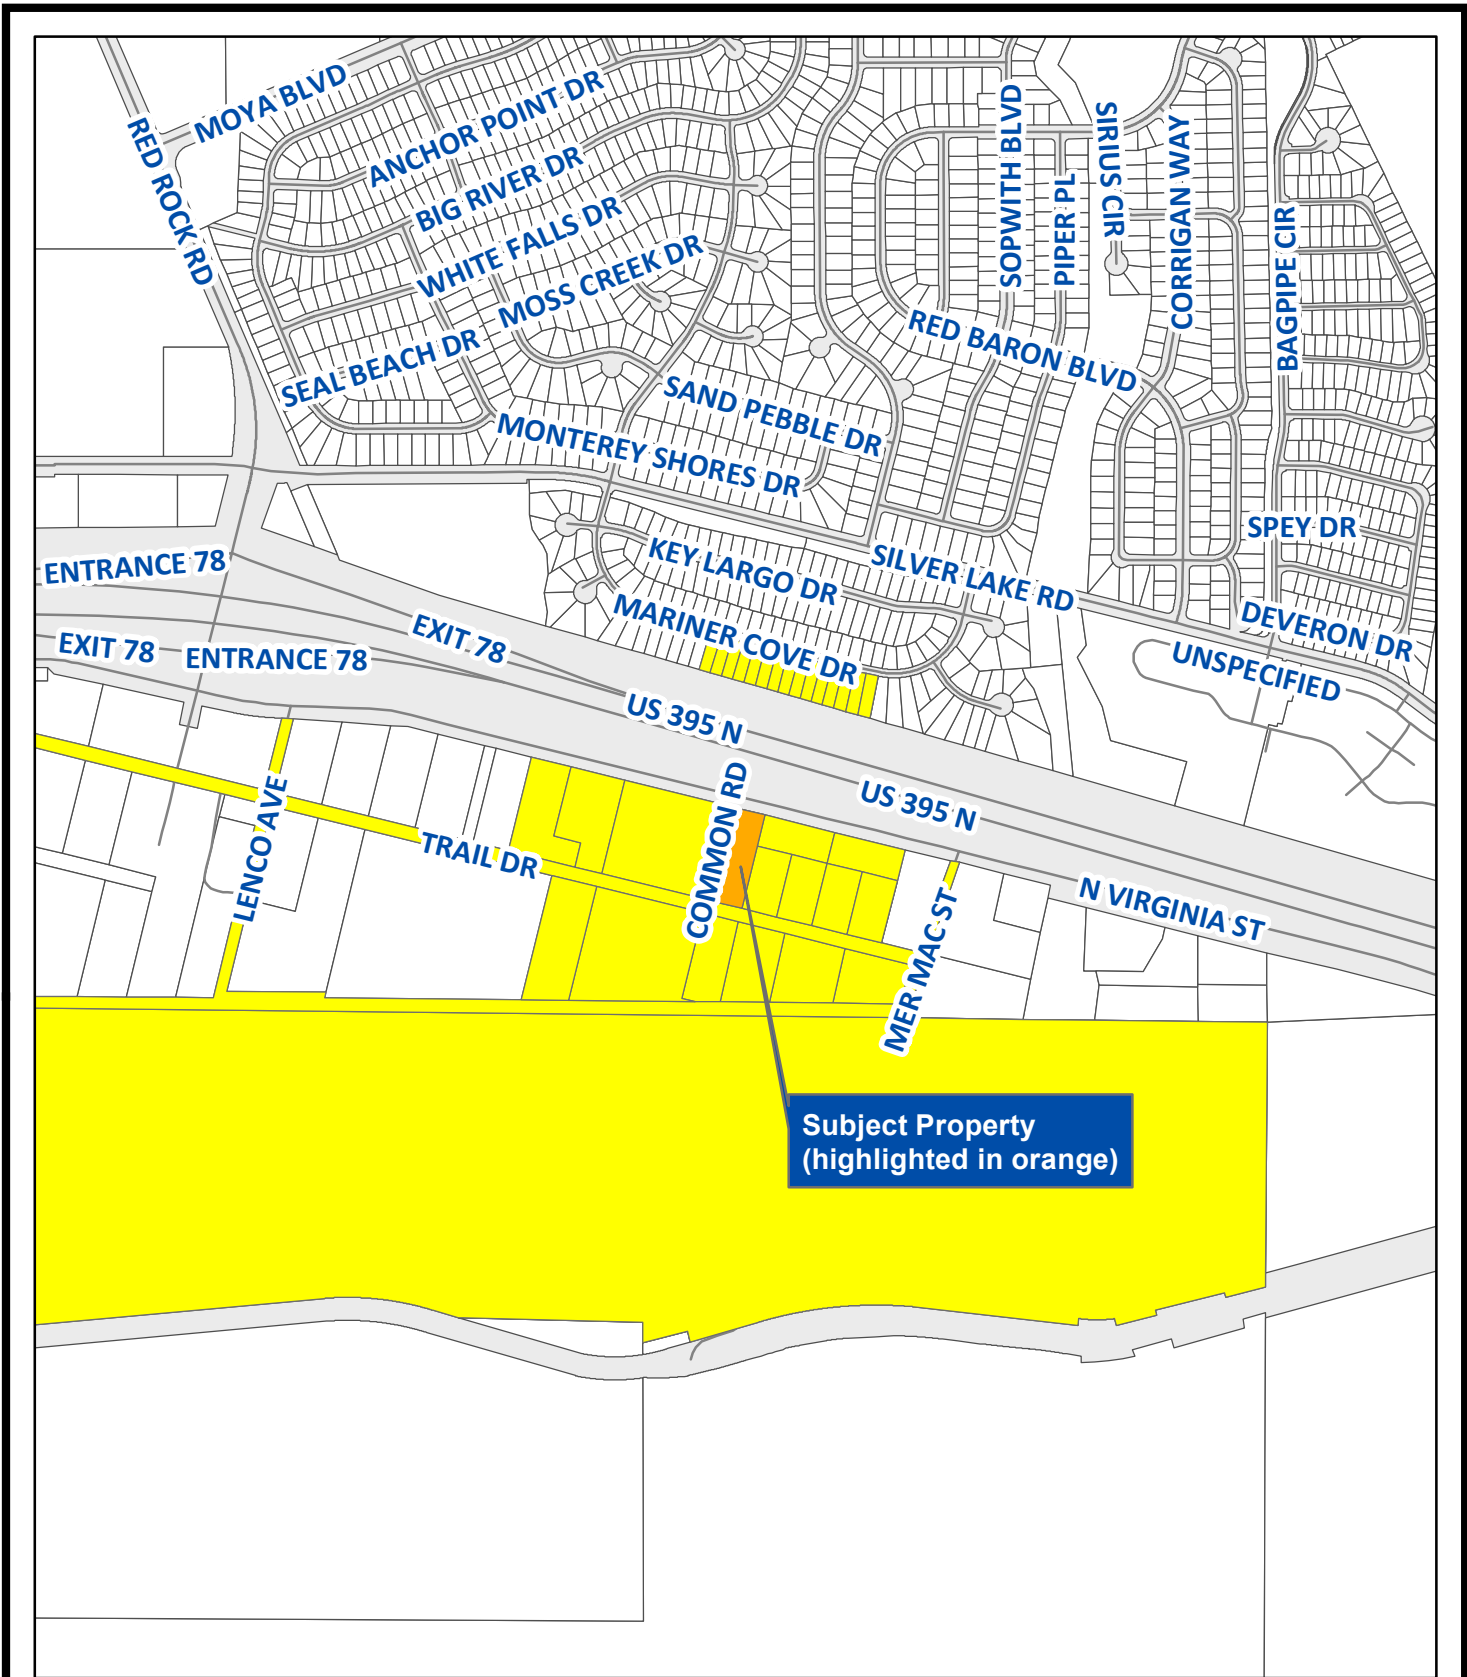 MOYA BLVD
RED ROCK RD
ANCHOR POINT DR
BIG RIVER DR
WHITE FALLS DR
MOSS CREEK DR
SEAL BEACH DR
SOPWITH BLVD
PIPER PL
SIRIUS CIR
CORRIGAN WAY
BAGPIPE CIR
RED BARON BLVD
SAND PEBBLE DR
MONTEREY SHORES DR
SPEY DR
KEY LARGO DR
SILVER LAKE RD
ENTRANCE 78
MARINER COVE DR
DEVERON DR
EXIT 78
EXIT 78
ENTRANCE 78
UNSPECIFIED
US 395 N
US 395 N
COMMON RD
LENCO AVE
TRAIL DR
MER MAC ST
N VIRGINIA ST
Subject Property
(highlighted in orange)